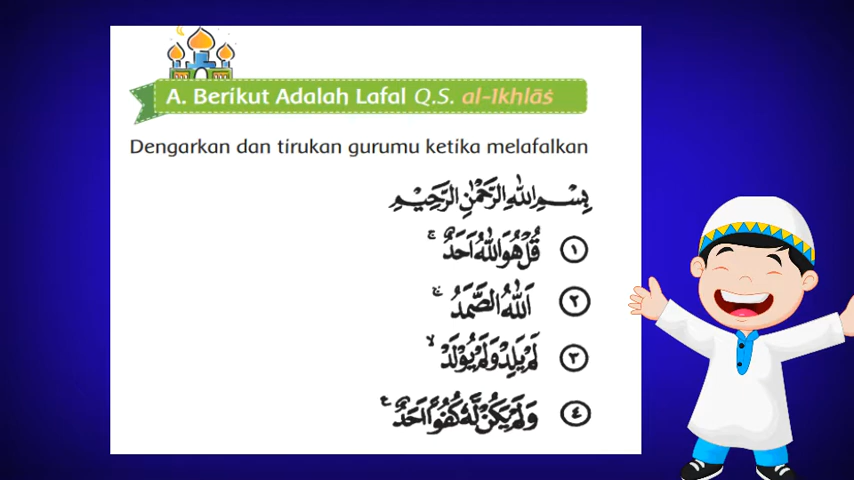 A. Berikut Adalah Lafal Q.S. al-Ikhlāṡ
Dengarkan dan tirukan gurumu ketika melafalkan
بِسْمِ اللّٰهِ الرَّحْمٰنِ الرَّحِيْمِ
١ قُلْ هُوَ اللّٰهُ اَحَدٌ ۚ
٢ اَللّٰهُ الصَّمَدُ ۚ
٣ لَمْ يَلِدْ وَلَمْ يُوْلَدْ ۙ
٤ وَلَمْ يَكُنْ لَّهٗ كُفُوًا اَحَدٌ ࣖ